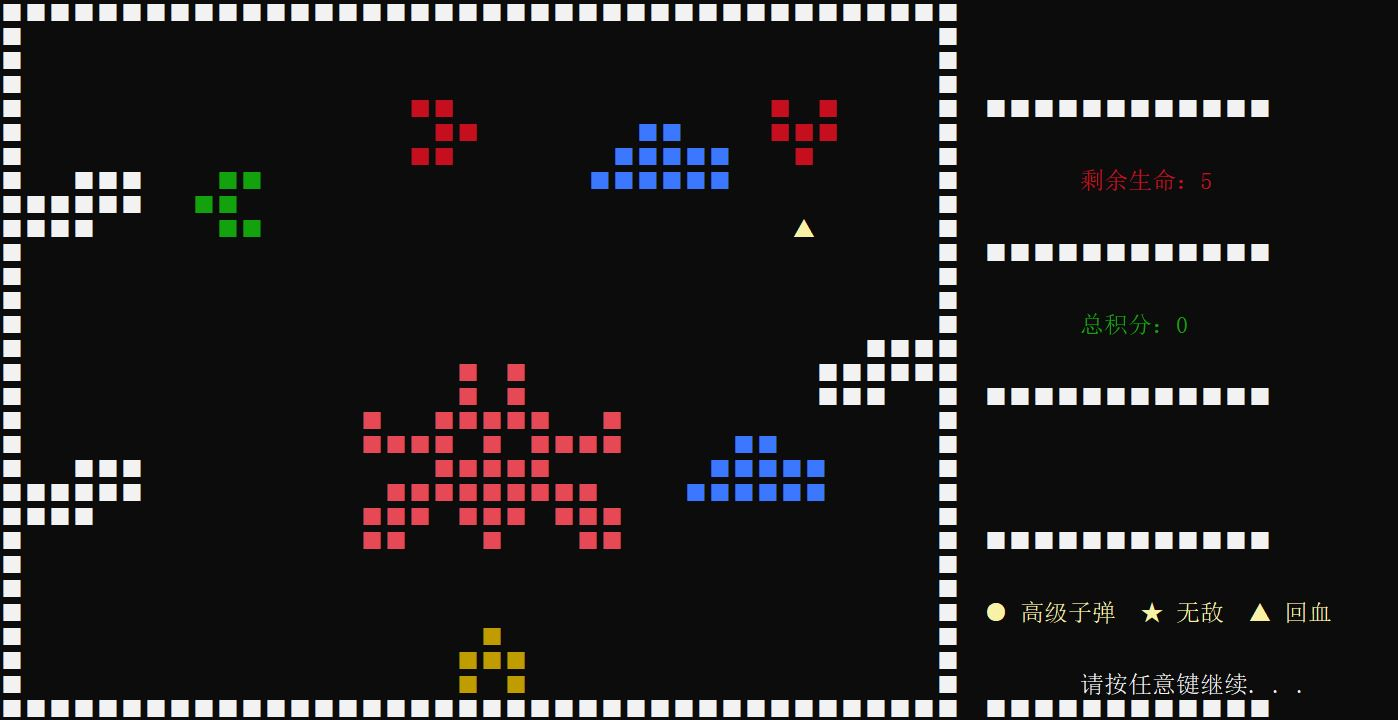 剩余生命：5
总积分：0
● 高级子弹 ★ 无敌 ▲ 回血
请按任意键继续. . .